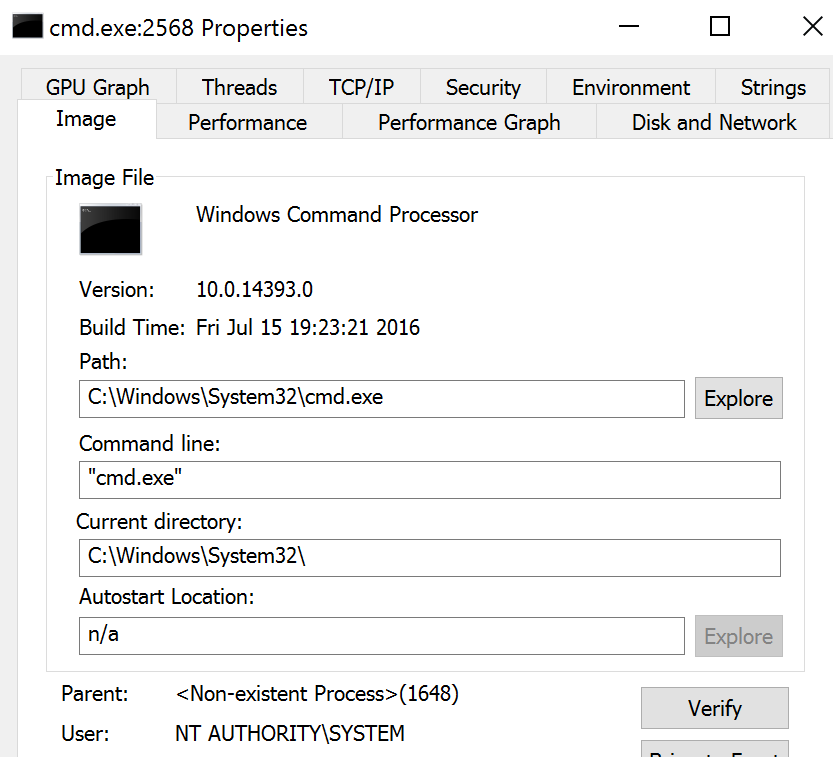 cmd.exe:2568 Properties
GPU Graph Threads TCP/IP Security Environment Strings
Image Performance Performance Graph Disk and Network
Image File
Windows Command Processor
Version: 10.0.14393.0
Build Time: Fri Jul 15 19:23:21 2016
Path:
C:\Windows\System32\cmd.exe Explore
Command line:
"cmd.exe"
Current directory:
C:\Windows\System32\
Autostart Location:
n/a Explore
Parent: <Non-existent Process>(1648)
Verify
User: NT AUTHORITY\SYSTEM